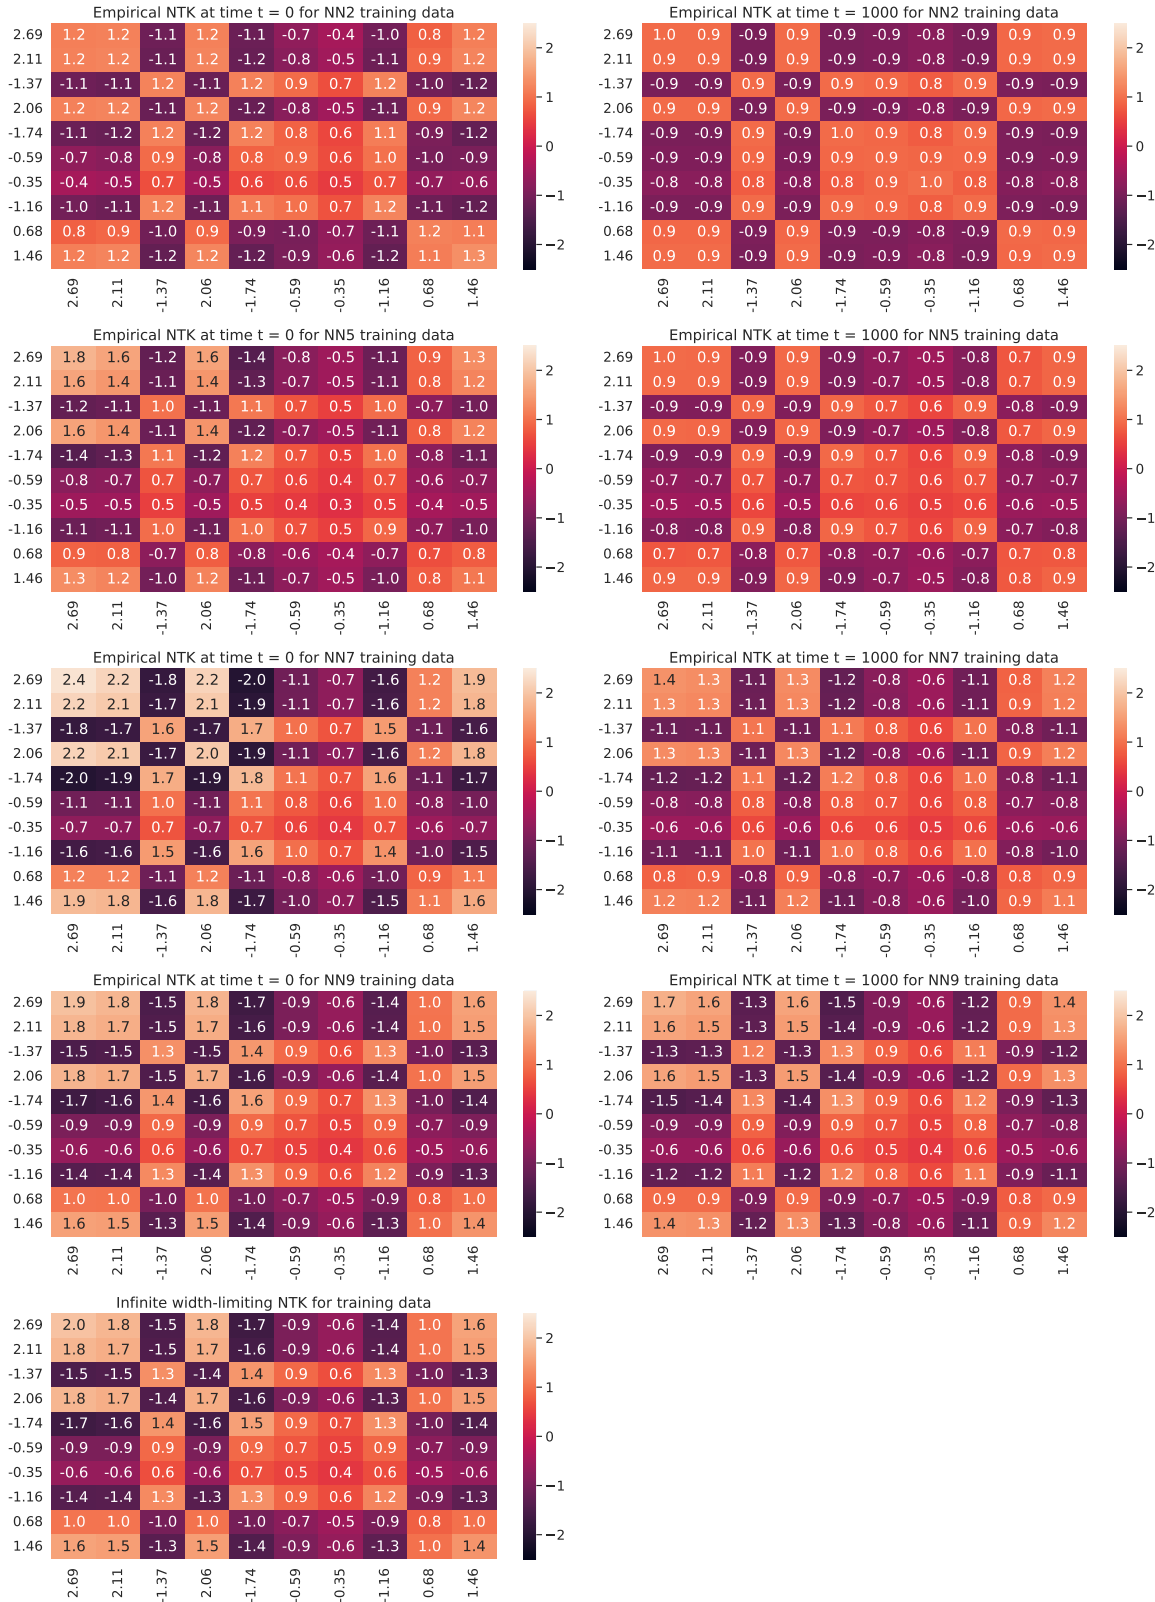 Empirical NTK at time t = 0 for NN2 training data
2.69 1.2 1.2 -1.1 1.2 -1.1 -0.7 -0.4 -1.0 0.8 1.2
2.11 1.2 1.2 -1.1 1.2 -1.2 -0.8 -0.5 -1.1 0.9 1.2
-1.37 -1.1 -1.1 1.2 -1.1 1.2 0.9 0.7 1.2 -1.0 -1.2
2.06 1.2 1.2 -1.1 1.2 -1.2 -0.8 -0.5 -1.1 0.9 1.2
-1.74 -1.1 -1.2 1.2 -1.2 1.2 0.8 0.6 1.1 -0.9 -1.2
-0.59 -0.7 -0.8 0.9 -0.8 0.8 0.9 0.6 1.0 -1.0 -0.9
-0.35 -0.4 -0.5 0.7 -0.5 0.6 0.6 0.5 0.7 -0.7 -0.6
-1.16 -1.0 -1.1 1.2 -1.1 1.1 1.0 0.7 1.2 -1.1 -1.2
0.68 0.8 0.9 -1.0 0.9 -0.9 -1.0 -0.7 -1.1 1.2 1.1
1.46 1.2 1.2 -1.2 1.2 -1.2 -0.9 -0.6 -1.2 1.1 1.3
2.69 2.11 -1.37 2.06 -1.74 -0.59 -0.35 -1.16 0.68 1.46
2
1
0
−1
−2
Empirical NTK at time t = 1000 for NN2 training data
2.69 1.0 0.9 -0.9 0.9 -0.9 -0.9 -0.8 -0.9 0.9 0.9
2.11 0.9 0.9 -0.9 0.9 -0.9 -0.9 -0.8 -0.9 0.9 0.9
-1.37 -0.9 -0.9 0.9 -0.9 0.9 0.9 0.8 0.9 -0.9 -0.9
2.06 0.9 0.9 -0.9 0.9 -0.9 -0.9 -0.8 -0.9 0.9 0.9
-1.74 -0.9 -0.9 0.9 -0.9 1.0 0.9 0.8 0.9 -0.9 -0.9
-0.59 -0.9 -0.9 0.9 -0.9 0.9 0.9 0.9 0.9 -0.9 -0.9
-0.35 -0.8 -0.8 0.8 -0.8 0.8 0.9 1.0 0.8 -0.8 -0.8
-1.16 -0.9 -0.9 0.9 -0.9 0.9 0.9 0.8 0.9 -0.9 -0.9
0.68 0.9 0.9 -0.9 0.9 -0.9 -0.9 -0.8 -0.9 0.9 0.9
1.46 0.9 0.9 -0.9 0.9 -0.9 -0.9 -0.8 -0.9 0.9 0.9
2.69 2.11 -1.37 2.06 -1.74 -0.59 -0.35 -1.16 0.68 1.46
2
1
0
−1
−2
Empirical NTK at time t = 0 for NN5 training data
2.69 1.8 1.6 -1.2 1.6 -1.4 -0.8 -0.5 -1.1 0.9 1.3
2.11 1.6 1.4 -1.1 1.4 -1.3 -0.7 -0.5 -1.1 0.8 1.2
-1.37 -1.2 -1.1 1.0 -1.1 1.1 0.7 0.5 1.0 -0.7 -1.0
2.06 1.6 1.4 -1.1 1.4 -1.2 -0.7 -0.5 -1.1 0.8 1.2
-1.74 -1.4 -1.3 1.1 -1.2 1.2 0.7 0.5 1.0 -0.8 -1.1
-0.59 -0.8 -0.7 0.7 -0.7 0.7 0.6 0.4 0.7 -0.6 -0.7
-0.35 -0.5 -0.5 0.5 -0.5 0.5 0.4 0.3 0.5 -0.4 -0.5
-1.16 -1.1 -1.1 1.0 -1.1 1.0 0.7 0.5 0.9 -0.7 -1.0
0.68 0.9 0.8 -0.7 0.8 -0.8 -0.6 -0.4 -0.7 0.7 0.8
1.46 1.3 1.2 -1.0 1.2 -1.1 -0.7 -0.5 -1.0 0.8 1.1
2.69 2.11 -1.37 2.06 -1.74 -0.59 -0.35 -1.16 0.68 1.46
2
1
0
−1
−2
Empirical NTK at time t = 1000 for NN5 training data
2.69 1.0 0.9 -0.9 0.9 -0.9 -0.7 -0.5 -0.8 0.7 0.9
2.11 0.9 0.9 -0.9 0.9 -0.9 -0.7 -0.5 -0.8 0.7 0.9
-1.37 -0.9 -0.9 0.9 -0.9 0.9 0.7 0.6 0.9 -0.8 -0.9
2.06 0.9 0.9 -0.9 0.9 -0.9 -0.7 -0.5 -0.8 0.7 0.9
-1.74 -0.9 -0.9 0.9 -0.9 0.9 0.7 0.6 0.9 -0.8 -0.9
-0.59 -0.7 -0.7 0.7 -0.7 0.7 0.7 0.6 0.7 -0.7 -0.7
-0.35 -0.5 -0.5 0.6 -0.5 0.6 0.6 0.5 0.6 -0.6 -0.5
-1.16 -0.8 -0.8 0.9 -0.8 0.9 0.7 0.6 0.9 -0.7 -0.8
0.68 0.7 0.7 -0.8 0.7 -0.8 -0.7 -0.6 -0.7 0.7 0.8
1.46 0.9 0.9 -0.9 0.9 -0.9 -0.7 -0.5 -0.8 0.8 0.9
2.69 2.11 -1.37 2.06 -1.74 -0.59 -0.35 -1.16 0.68 1.46
2
1
0
−1
−2
Empirical NTK at time t = 0 for NN7 training data
2.69 2.4 2.2 -1.8 2.2 -2.0 -1.1 -0.7 -1.6 1.2 1.9
2.11 2.2 2.1 -1.7 2.1 -1.9 -1.1 -0.7 -1.6 1.2 1.8
-1.37 -1.8 -1.7 1.6 -1.7 1.7 1.0 0.7 1.5 -1.1 -1.6
2.06 2.2 2.1 -1.7 2.0 -1.9 -1.1 -0.7 -1.6 1.2 1.8
-1.74 -2.0 -1.9 1.7 -1.9 1.8 1.1 0.7 1.6 -1.1 -1.7
-0.59 -1.1 -1.1 1.0 -1.1 1.1 0.8 0.6 1.0 -0.8 -1.0
-0.35 -0.7 -0.7 0.7 -0.7 0.7 0.6 0.4 0.7 -0.6 -0.7
-1.16 -1.6 -1.6 1.5 -1.6 1.6 1.0 0.7 1.4 -1.0 -1.5
0.68 1.2 1.2 -1.1 1.2 -1.1 -0.8 -0.6 -1.0 0.9 1.1
1.46 1.9 1.8 -1.6 1.8 -1.7 -1.0 -0.7 -1.5 1.1 1.6
2.69 2.11 -1.37 2.06 -1.74 -0.59 -0.35 -1.16 0.68 1.46
2
1
0
−1
−2
Empirical NTK at time t = 1000 for NN7 training data
2.69 1.4 1.3 -1.1 1.3 -1.2 -0.8 -0.6 -1.1 0.8 1.2
2.11 1.3 1.3 -1.1 1.3 -1.2 -0.8 -0.6 -1.1 0.9 1.2
-1.37 -1.1 -1.1 1.1 -1.1 1.1 0.8 0.6 1.0 -0.8 -1.1
2.06 1.3 1.3 -1.1 1.3 -1.2 -0.8 -0.6 -1.1 0.9 1.2
-1.74 -1.2 -1.2 1.1 -1.2 1.2 0.8 0.6 1.0 -0.8 -1.1
-0.59 -0.8 -0.8 0.8 -0.8 0.8 0.7 0.6 0.8 -0.7 -0.8
-0.35 -0.6 -0.6 0.6 -0.6 0.6 0.6 0.5 0.6 -0.6 -0.6
-1.16 -1.1 -1.1 1.0 -1.1 1.0 0.8 0.6 1.0 -0.8 -1.0
0.68 0.8 0.9 -0.8 0.9 -0.8 -0.7 -0.6 -0.8 0.8 0.9
1.46 1.2 1.2 -1.1 1.2 -1.1 -0.8 -0.6 -1.0 0.9 1.1
2.69 2.11 -1.37 2.06 -1.74 -0.59 -0.35 -1.16 0.68 1.46
2
1
0
−1
−2
Empirical NTK at time t = 0 for NN9 training data
2.69 1.9 1.8 -1.5 1.8 -1.7 -0.9 -0.6 -1.4 1.0 1.6
2.11 1.8 1.7 -1.5 1.7 -1.6 -0.9 -0.6 -1.4 1.0 1.5
-1.37 -1.5 -1.5 1.3 -1.5 1.4 0.9 0.6 1.3 -1.0 -1.3
2.06 1.8 1.7 -1.5 1.7 -1.6 -0.9 -0.6 -1.4 1.0 1.5
-1.74 -1.7 -1.6 1.4 -1.6 1.6 0.9 0.7 1.3 -1.0 -1.4
-0.59 -0.9 -0.9 0.9 -0.9 0.9 0.7 0.5 0.9 -0.7 -0.9
-0.35 -0.6 -0.6 0.6 -0.6 0.7 0.5 0.4 0.6 -0.5 -0.6
-1.16 -1.4 -1.4 1.3 -1.4 1.3 0.9 0.6 1.2 -0.9 -1.3
0.68 1.0 1.0 -1.0 1.0 -1.0 -0.7 -0.5 -0.9 0.8 1.0
1.46 1.6 1.5 -1.3 1.5 -1.4 -0.9 -0.6 -1.3 1.0 1.4
2.69 2.11 -1.37 2.06 -1.74 -0.59 -0.35 -1.16 0.68 1.46
2
1
0
−1
−2
Empirical NTK at time t = 1000 for NN9 training data
2.69 1.7 1.6 -1.3 1.6 -1.5 -0.9 -0.6 -1.2 0.9 1.4
2.11 1.6 1.5 -1.3 1.5 -1.4 -0.9 -0.6 -1.2 0.9 1.3
-1.37 -1.3 -1.3 1.2 -1.3 1.3 0.9 0.6 1.1 -0.9 -1.2
2.06 1.6 1.5 -1.3 1.5 -1.4 -0.9 -0.6 -1.2 0.9 1.3
-1.74 -1.5 -1.4 1.3 -1.4 1.3 0.9 0.6 1.2 -0.9 -1.3
-0.59 -0.9 -0.9 0.9 -0.9 0.9 0.6 0.5 0.8 -0.7 -0.8
-0.35 -0.6 -0.6 0.6 -0.6 0.6 0.5 0.4 0.6 -0.5 -0.6
-1.16 -1.2 -1.2 1.1 -1.2 1.2 0.8 0.6 1.1 -0.9 -1.1
0.68 0.9 0.9 -0.9 0.9 -0.9 -0.7 -0.5 -0.9 0.8 0.9
1.46 1.4 1.3 -1.2 1.3 -1.3 -0.8 -0.6 -1.1 0.9 1.2
2.69 2.11 -1.37 2.06 -1.74 -0.59 -0.35 -1.16 0.68 1.46
2
1
0
−1
−2
Infinite width-limiting NTK for training data
2.69 2.0 1.8 -1.5 1.8 -1.7 -0.9 -0.6 -1.4 1.0 1.6
2.11 1.8 1.7 -1.5 1.7 -1.6 -0.9 -0.6 -1.4 1.0 1.5
-1.37 -1.5 -1.5 1.3 -1.4 1.4 0.9 0.6 1.3 -1.0 -1.3
2.06 1.8 1.7 -1.4 1.7 -1.6 -0.9 -0.6 -1.3 1.0 1.5
-1.74 -1.7 -1.6 1.4 -1.6 1.5 0.9 0.7 1.3 -1.0 -1.4
-0.59 -0.9 -0.9 0.9 -0.9 0.9 0.7 0.5 0.9 -0.7 -0.9
-0.35 -0.6 -0.6 0.6 -0.6 0.7 0.5 0.4 0.6 -0.5 -0.6
-1.16 -1.4 -1.4 1.3 -1.3 1.3 0.9 0.6 1.2 -0.9 -1.3
0.68 1.0 1.0 -1.0 1.0 -1.0 -0.7 -0.5 -0.9 0.8 1.0
1.46 1.6 1.5 -1.3 1.5 -1.4 -0.9 -0.6 -1.3 1.0 1.4
2.69 2.11 -1.37 2.06 -1.74 -0.59 -0.35 -1.16 0.68 1.46
2
1
0
−1
−2